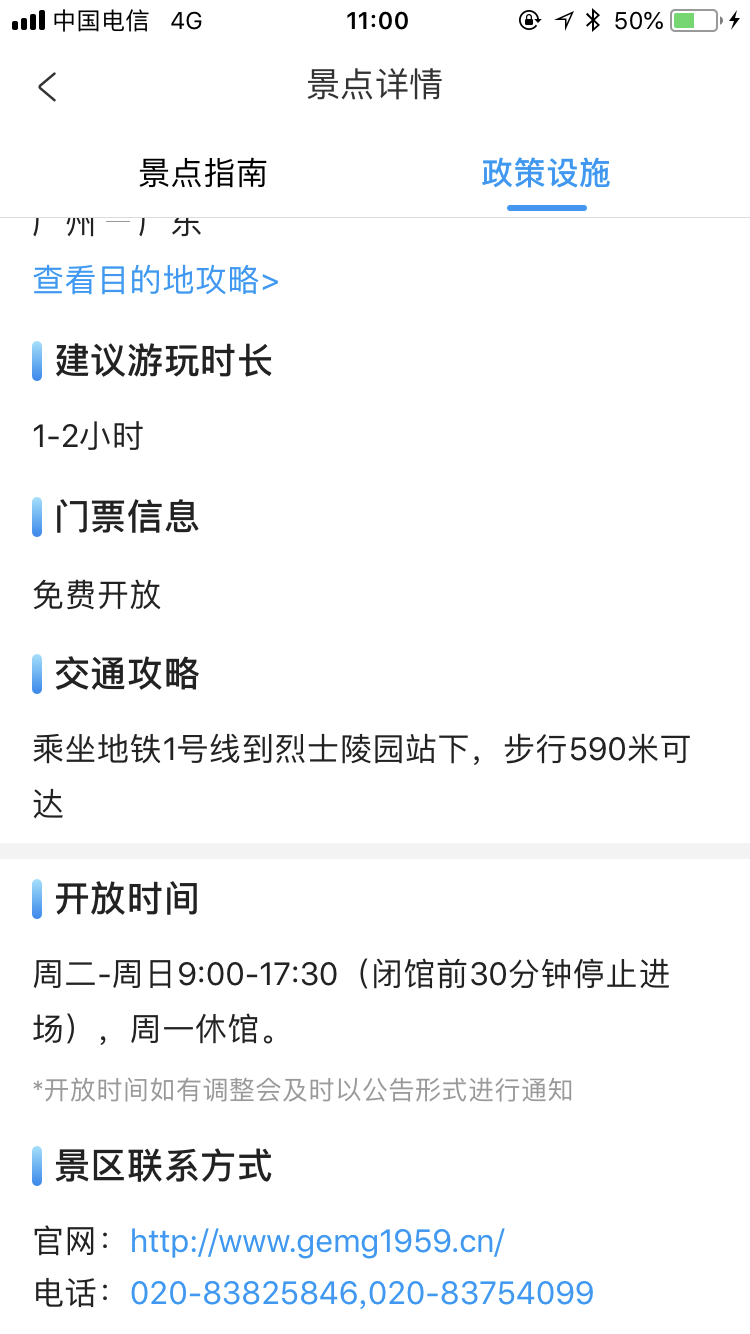 中国电信 4G 11:00 50%
景点详情
景点指南 政策设施
广州 一 广东
查看目的地攻略>
建议游玩时长
1-2小时
门票信息
免费开放
交通攻略
乘坐地铁1号线到烈士陵园站下，步行590米可
达
开放时间
周二-周日9:00-17:30（闭馆前30分钟停止进
场），周一休馆。
*开放时间如有调整会及时以公告形式进行通知
景区联系方式
官网：http://www.gemg1959.cn/
电话：020-83825846,020-83754099